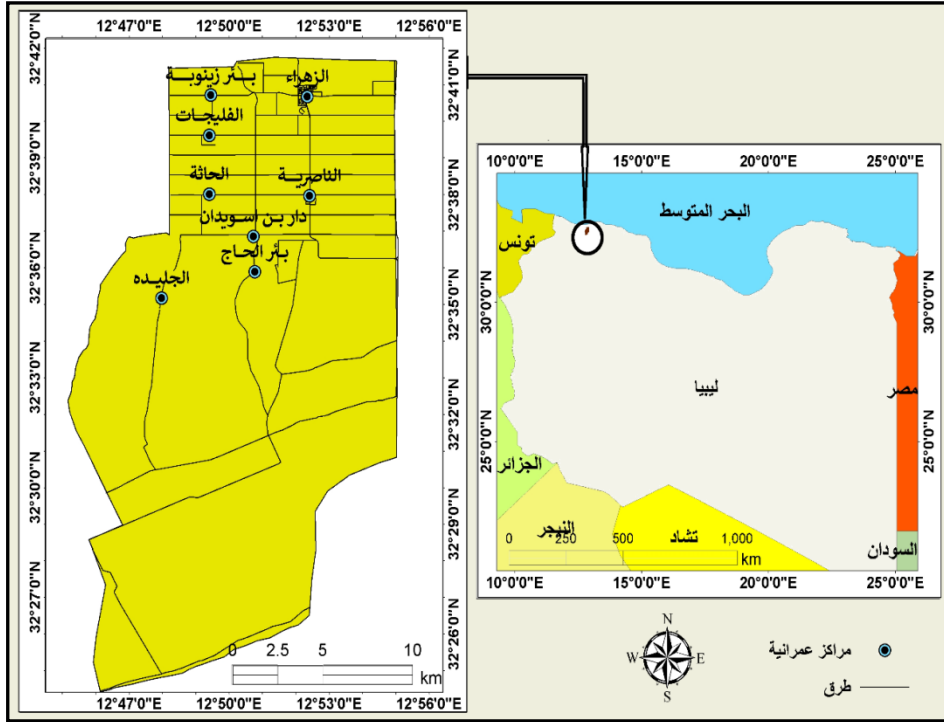 12°47'0"E 12°50'0"E 12°53'0"E 12°56'0"E
32°42'0"N
32°39'0"N
32°36'0"N
32°33'0"N
32°30'0"N
32°27'0"N
32°41'0"N
32°38'0"N
32°35'0"N
32°32'0"N
32°29'0"N
32°26'0"N
بئر زينوبة
الزهراء
الفليجات
الحاثة
الناصرية
دار بن اسويدان
بئر الحاج
الجليده
0 2.5 5 10
km
12°47'0"E 12°50'0"E 12°53'0"E 12°56'0"E
10°0'0"E 15°0'0"E 20°0'0"E 25°0'0"E
30°0'0"N
25°0'0"N
30°0'0"N
25°0'0"N
البحر المتوسط
تونس
ليبيا
مصر
الجزائر
النيجر
تشاد
السودان
0 250 500 1,000
km
10°0'0"E 15°0'0"E 20°0'0"E 25°0'0"E
N
W E
S
مراكز عمرانية
طرق